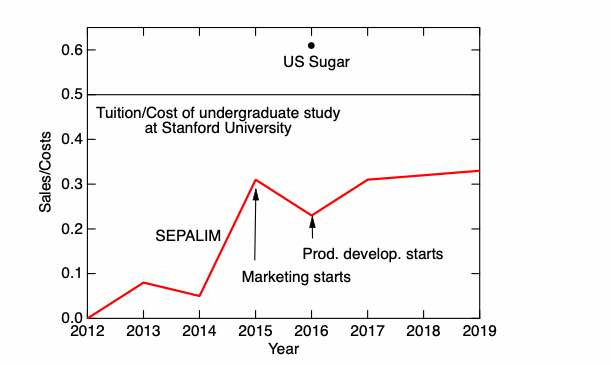 0.6
US Sugar
0.5
Tuition/Cost of undergraduate study
at Stanford University
0.4
Sales/Costs
0.3
SEPALIM
0.2
Prod. develop. starts
Marketing starts
0.1
0.0
2012 2013 2014 2015 2016 2017 2018 2019
Year